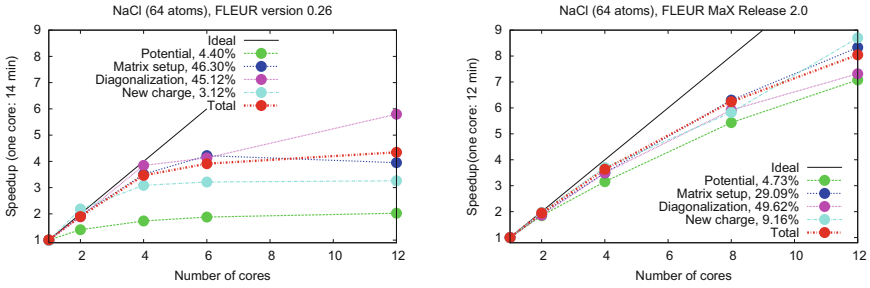 NaCl (64 atoms), FLEUR version 0.26
9
8
7
6
5
4
3
2
1
Speedup (one core: 14 min)
Ideal
Potential, 4.40%
Matrix setup, 46.30%
Diagonalization, 45.12%
New charge, 3.12%
Total
2 4 6 8 10 12
Number of cores
NaCl (64 atoms), FLEUR MaX Release 2.0
9
8
7
6
5
4
3
2
1
Speedup(one core: 12 min)
Ideal
Potential, 4.73%
Matrix setup, 29.09%
Diagonalization, 49.62%
New charge, 9.16%
Total
2 4 6 8 10 12
Number of cores